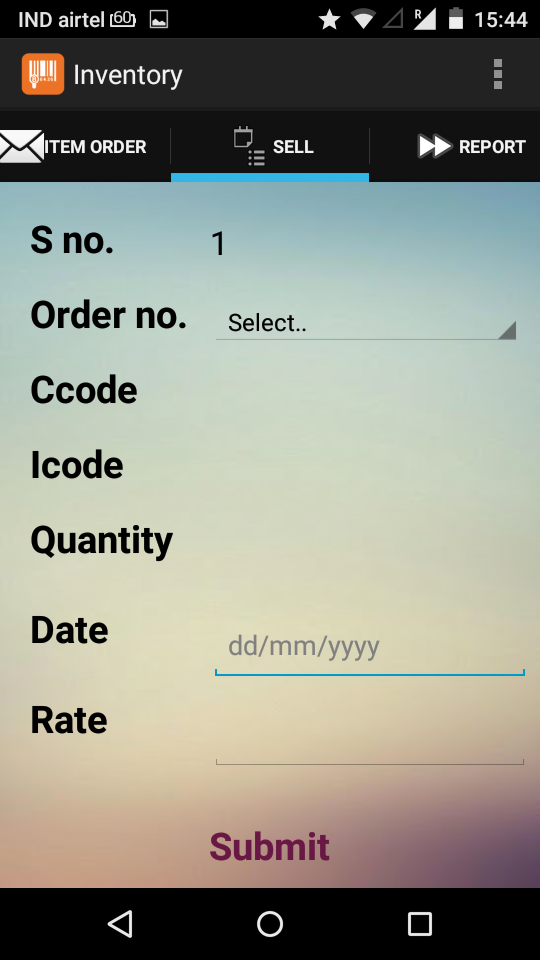 IND airtel 60 R 15:44
Inventory
ITEM ORDER SELL REPORT
S no. 1
Order no. Select..
Ccode
Icode
Quantity
Date dd/mm/yyyy
Rate
Submit